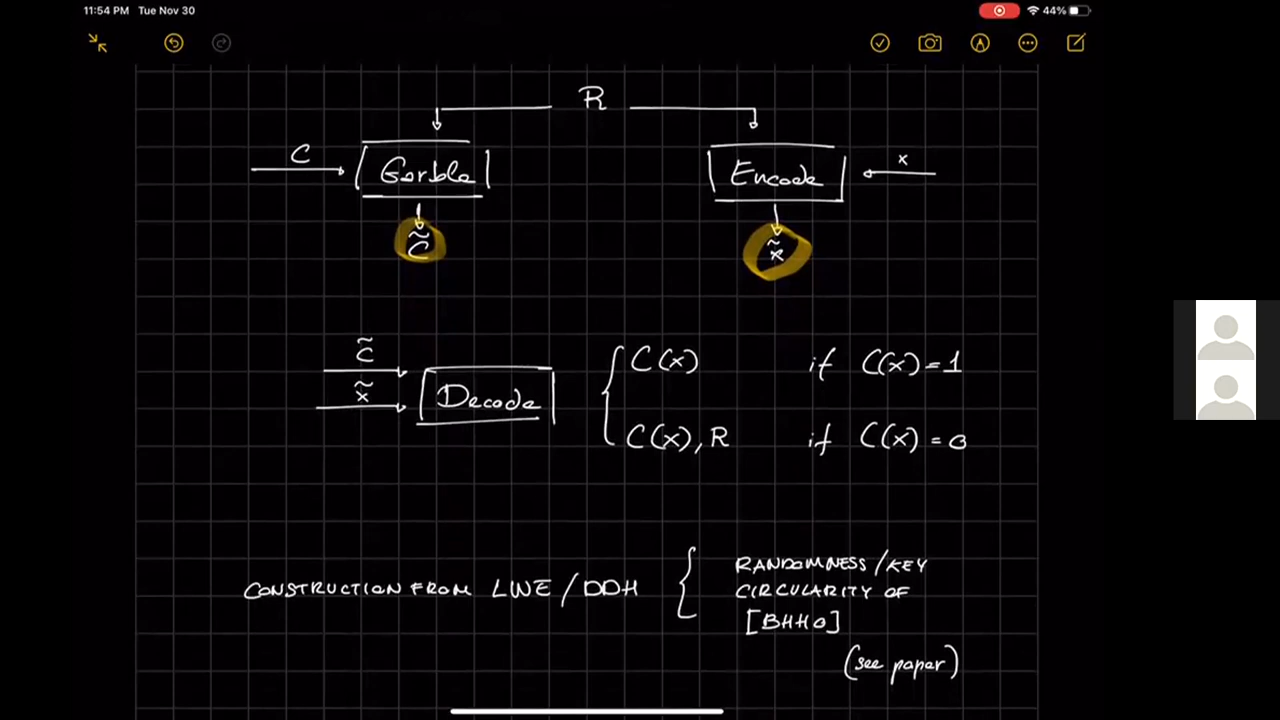 11:54 PM Tue Nov 30 44%
R
C Garble Encode x
C̃ x̃
C̃
x̃ Decode
C(x) if C(x)=1
C(x), R if C(x) = 0
CONSTRUCTION FROM LWE / DDH
RANDOMNESS/KEY
CIRCULARITY OF
[BHHO]
(see paper)